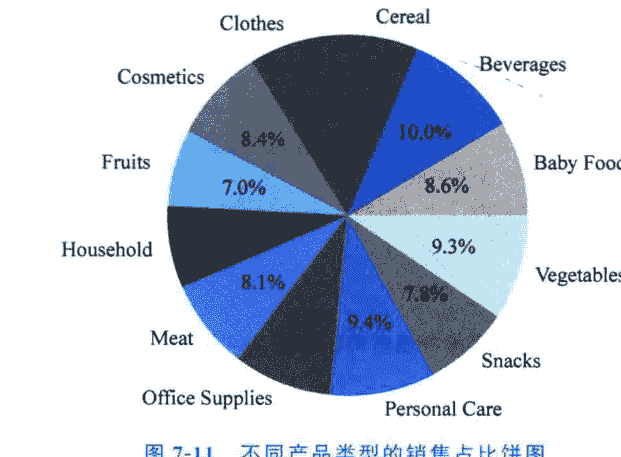 Clothes
Cereal
Cosmetics
Beverages
8.4%
10.0%
Fruits
7.0%
8.6%
Baby Food
Household
9.3%
Vegetables
8.1%
7.8%
Meat
9.4%
Snacks
Office Supplies
Personal Care
图 7-11 不同产品类型的销售占比饼图